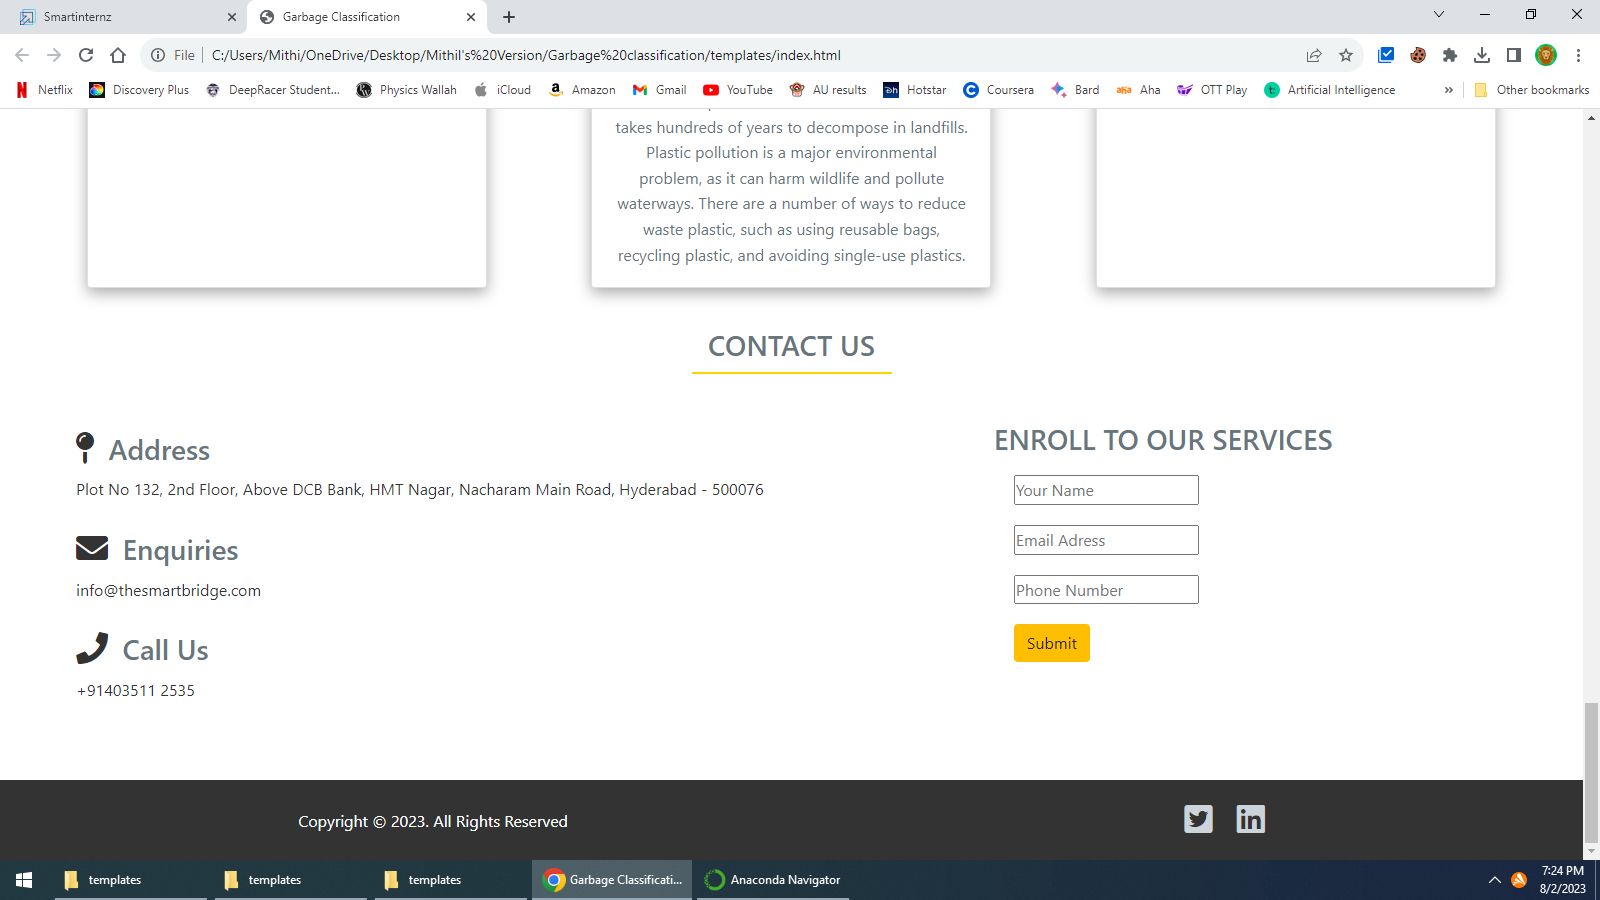 Smartinternz
Garbage Classification
File
C:/Users/Mithi/OneDrive/Desktop/Mithil's%20Version/Garbage%20classification/templates/index.html
Netflix
Discovery Plus
DeepRacer Student...
Physics Wallah
iCloud
Amazon
Gmail
YouTube
AU results
Hotstar
Coursera
Bard
Aha
OTT Play
Artificial Intelligence
»
Other bookmarks
takes hundreds of years to decompose in landfills.
Plastic pollution is a major environmental
problem, as it can harm wildlife and pollute
waterways. There are a number of ways to reduce
waste plastic, such as using reusable bags,
recycling plastic, and avoiding single-use plastics.
CONTACT US
Address
Plot No 132, 2nd Floor, Above DCB Bank, HMT Nagar, Nacharam Main Road, Hyderabad - 500076
Enquiries
info@thesmartbridge.com
Call Us
+91403511 2535
ENROLL TO OUR SERVICES
Your Name
Email Adress
Phone Number
Submit
Copyright © 2023. All Rights Reserved
templates
templates
templates
Garbage Classificati...
Anaconda Navigator
7:24 PM
8/2/2023